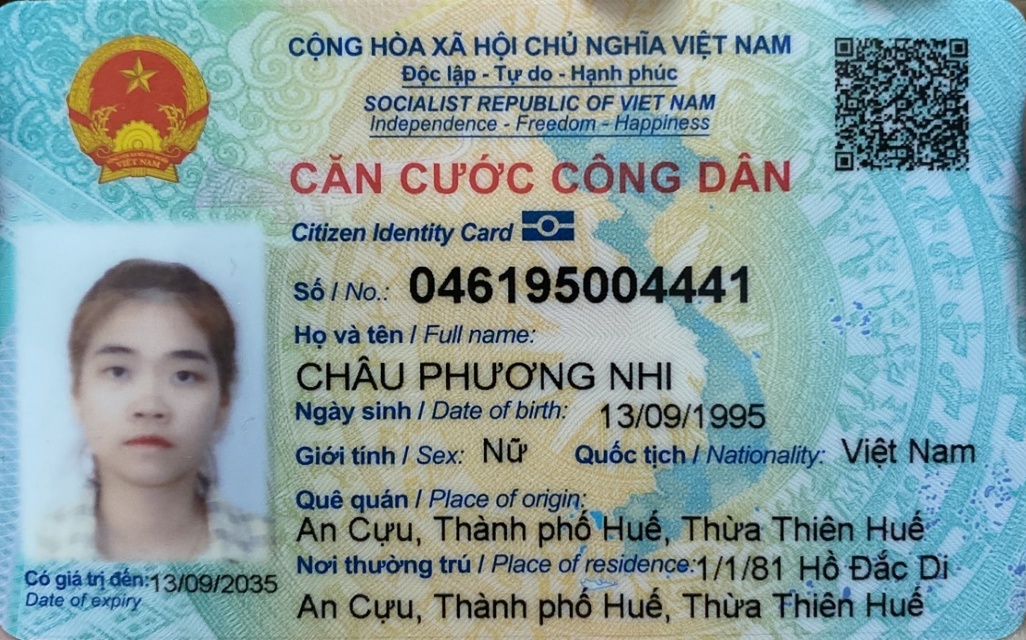 CỘNG HÒA XÃ HỘI CHỦ NGHĨA VIỆT NAM
Độc lập - Tự do - Hạnh phúc
SOCIALIST REPUBLIC OF VIET NAM
Independence - Freedom - Happiness
CĂN CƯỚC CÔNG DÂN
Citizen Identity Card
Số / No.: 046195004441
Họ và tên / Full name:
CHÂU PHƯƠNG NHI
Ngày sinh / Date of birth: 13/09/1995
Giới tính / Sex: Nữ Quốc tịch / Nationality: Việt Nam
Quê quán / Place of origin:
An Cựu, Thành phố Huế, Thừa Thiên Huế
Nơi thường trú / Place of residence: 1/1/81 Hồ Đắc Di
An Cựu, Thành phố Huế, Thừa Thiên Huế
Có giá trị đến: 13/09/2035
Date of expiry
VIỆT NAM